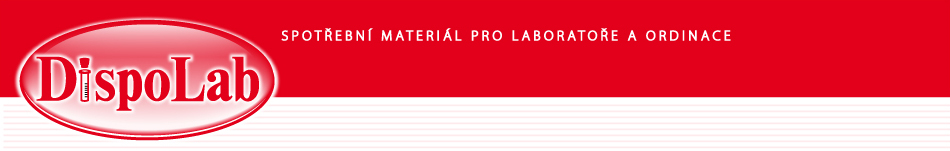 SPOTŘEBNÍ MATERIÁL PRO LABORATOŘE A ORDINACE
DispoLab